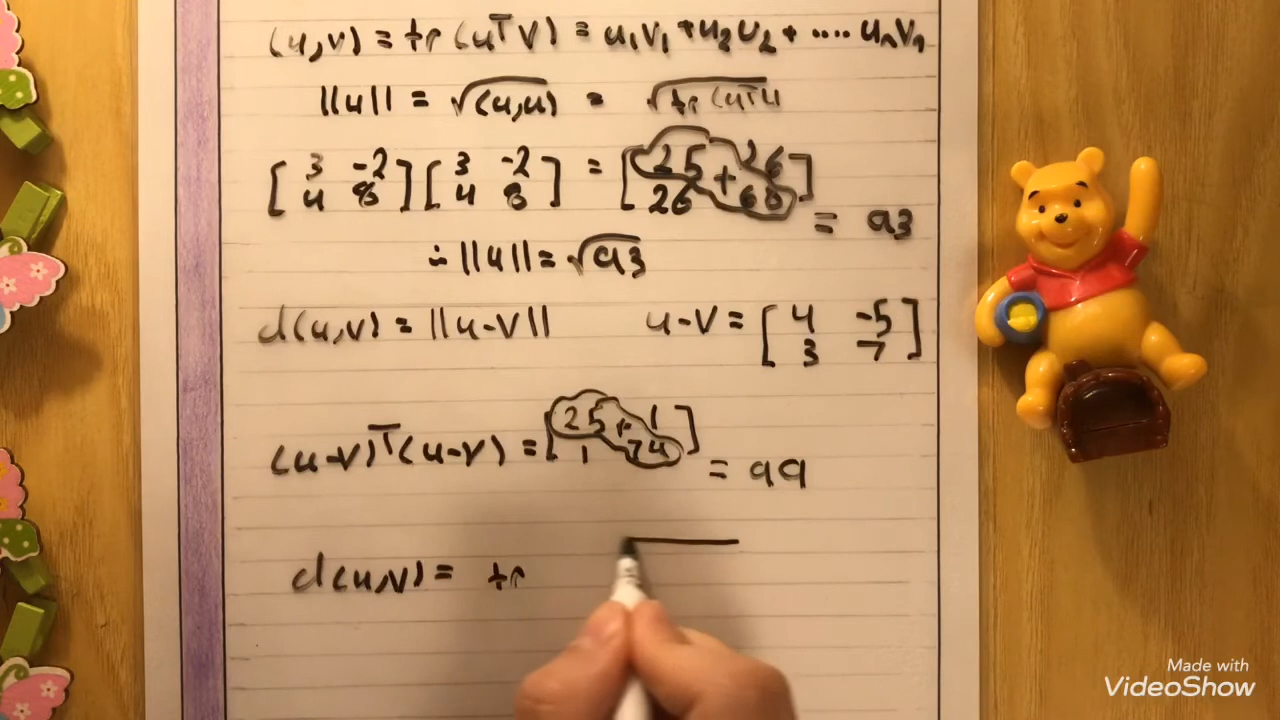 (u,v) = tr (uᵀv) = u₁v₁ + u₂v₂ + .... uₙvₙ
||u|| = √(u,u) = √tr (uᵀu
[3 -2 4 8] [3 -2 4 8] = [25 + 26 26 68] = 93
∴ ||u|| = √93
d(u,v) = ||u-v|| u-v = [4 -5 3 -7]
(u-v)ᵀ(u-v) = [25 + 1 1 74] = 99
d(u,v) = tr
Made with
VideoShow